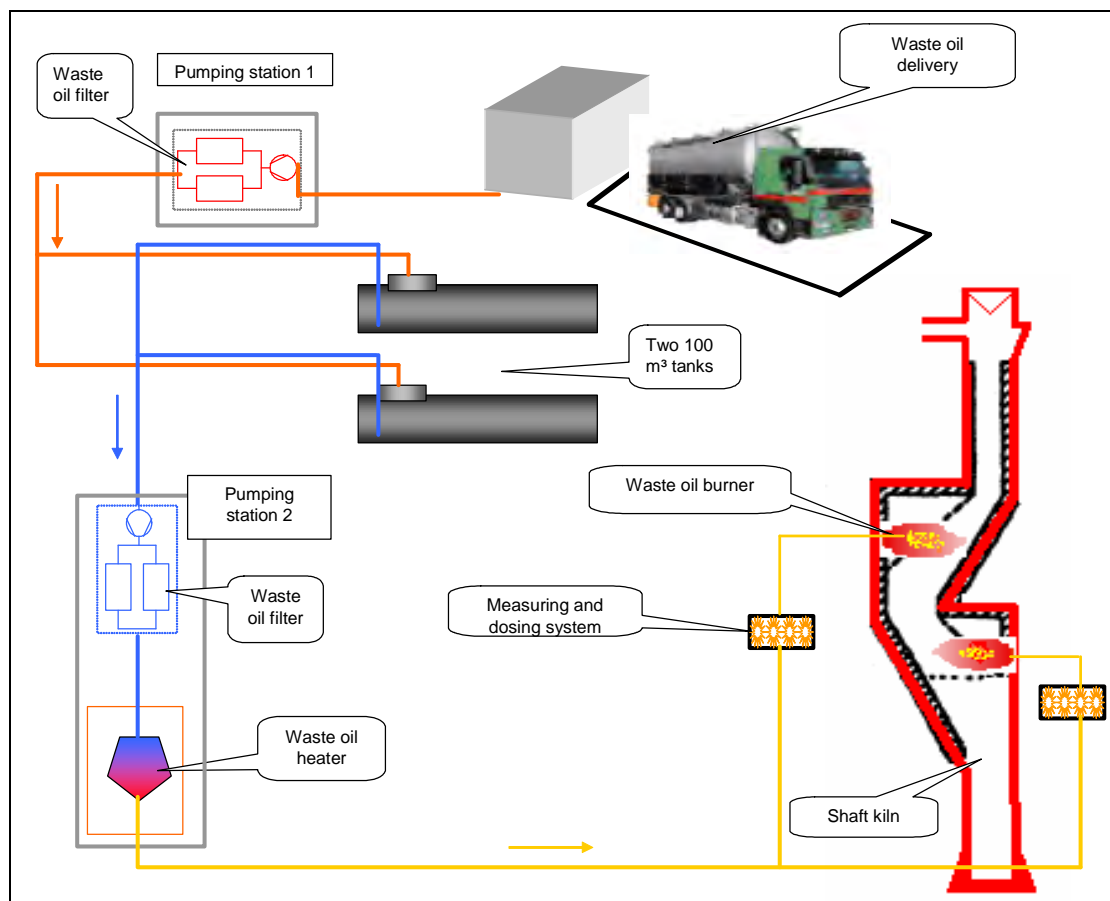 Waste oil
delivery
Waste
oil filter
Pumping station 1
Two 100
m³ tanks
Waste oil burner
Pumping
station 2
Waste
oil filter
Measuring and
dosing system
Waste oil
heater
Shaft kiln